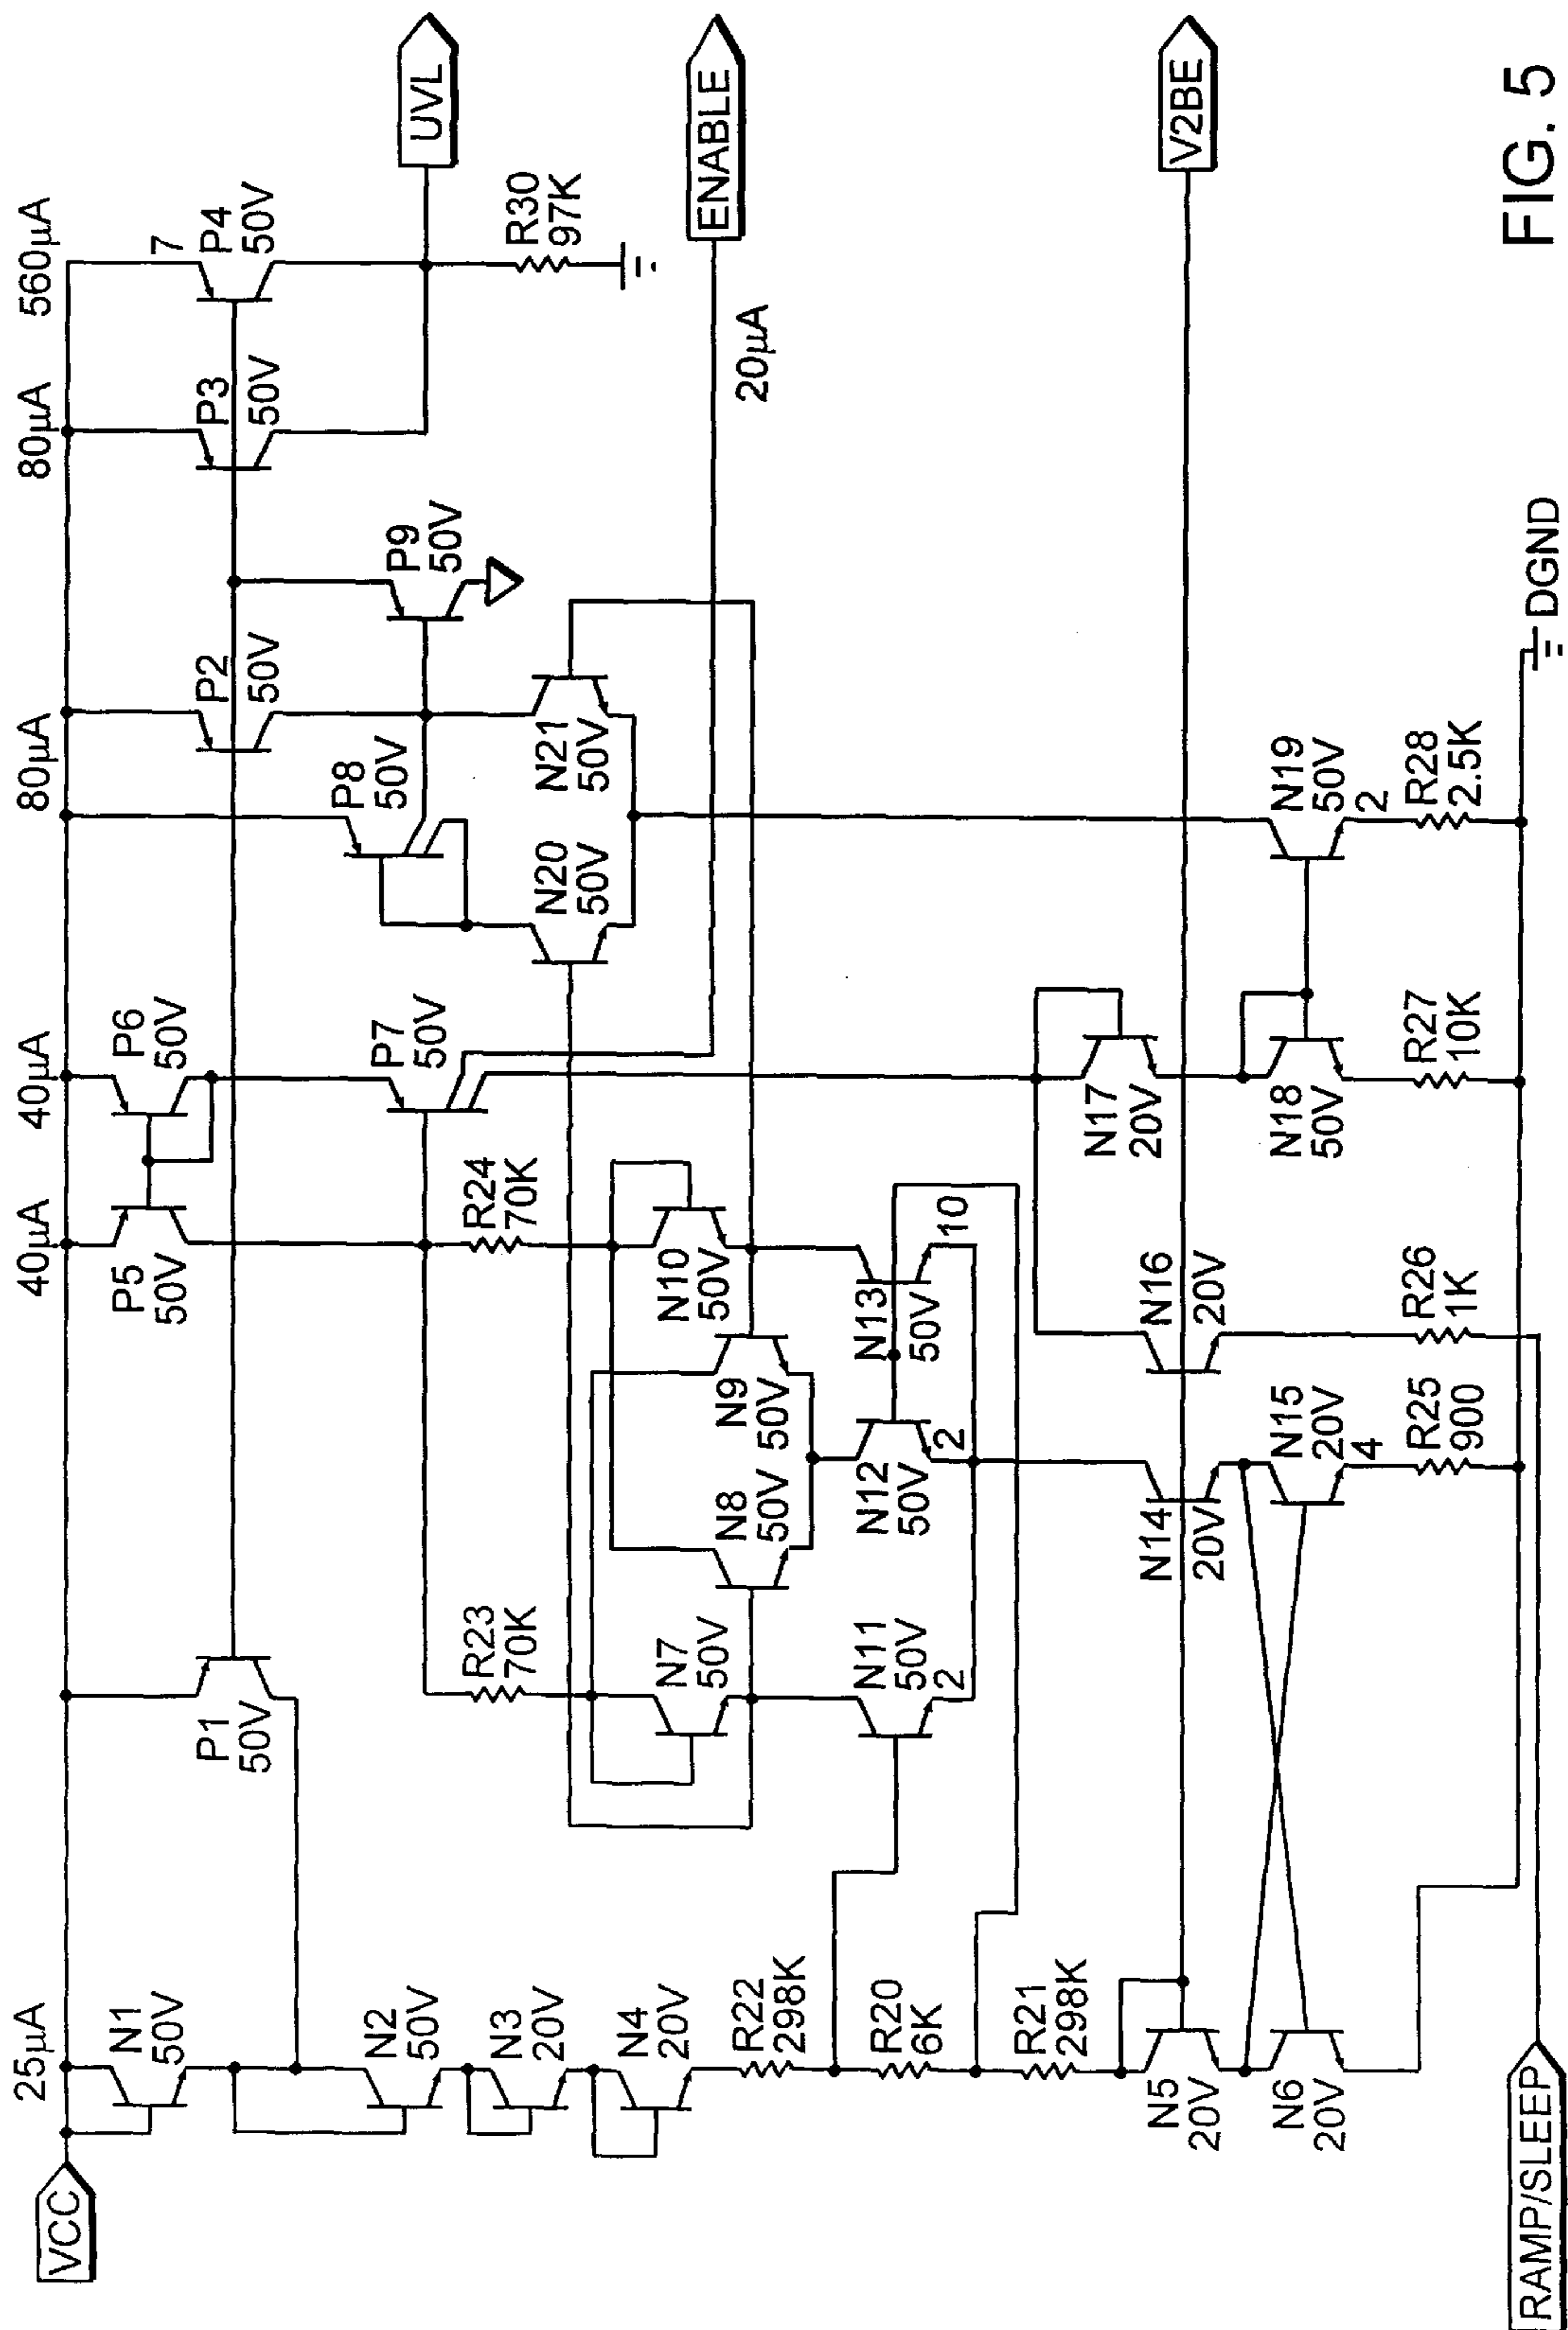 VCC
25µA
N1
50V
N2
50V
N3
20V
N4
20V
R22
298K
R20
6K
R21
298K
N5
20V
N6
20V
RAMP/SLEEP
P1
50V
R23
70K
N7
50V
N8
50V
N9
50V
N10
50V
N11
50V
2
N12
50V
2
N13
50V
10
N14
20V
N15
20V
4
R25
900
N16
20V
R26
1K
40µA
P5
50V
40µA
P6
50V
P7
50V
R24
70K
N17
20V
N18
50V
R27
10K
80µA
P8
50V
P2
50V
P9
50V
N20
50V
N21
50V
N19
50V
2
R28
2.5K
DGND
80µA
P3
50V
560µA
7
P4
50V
R30
97K
20µA
UVL
ENABLE
V2BE
FIG. 5